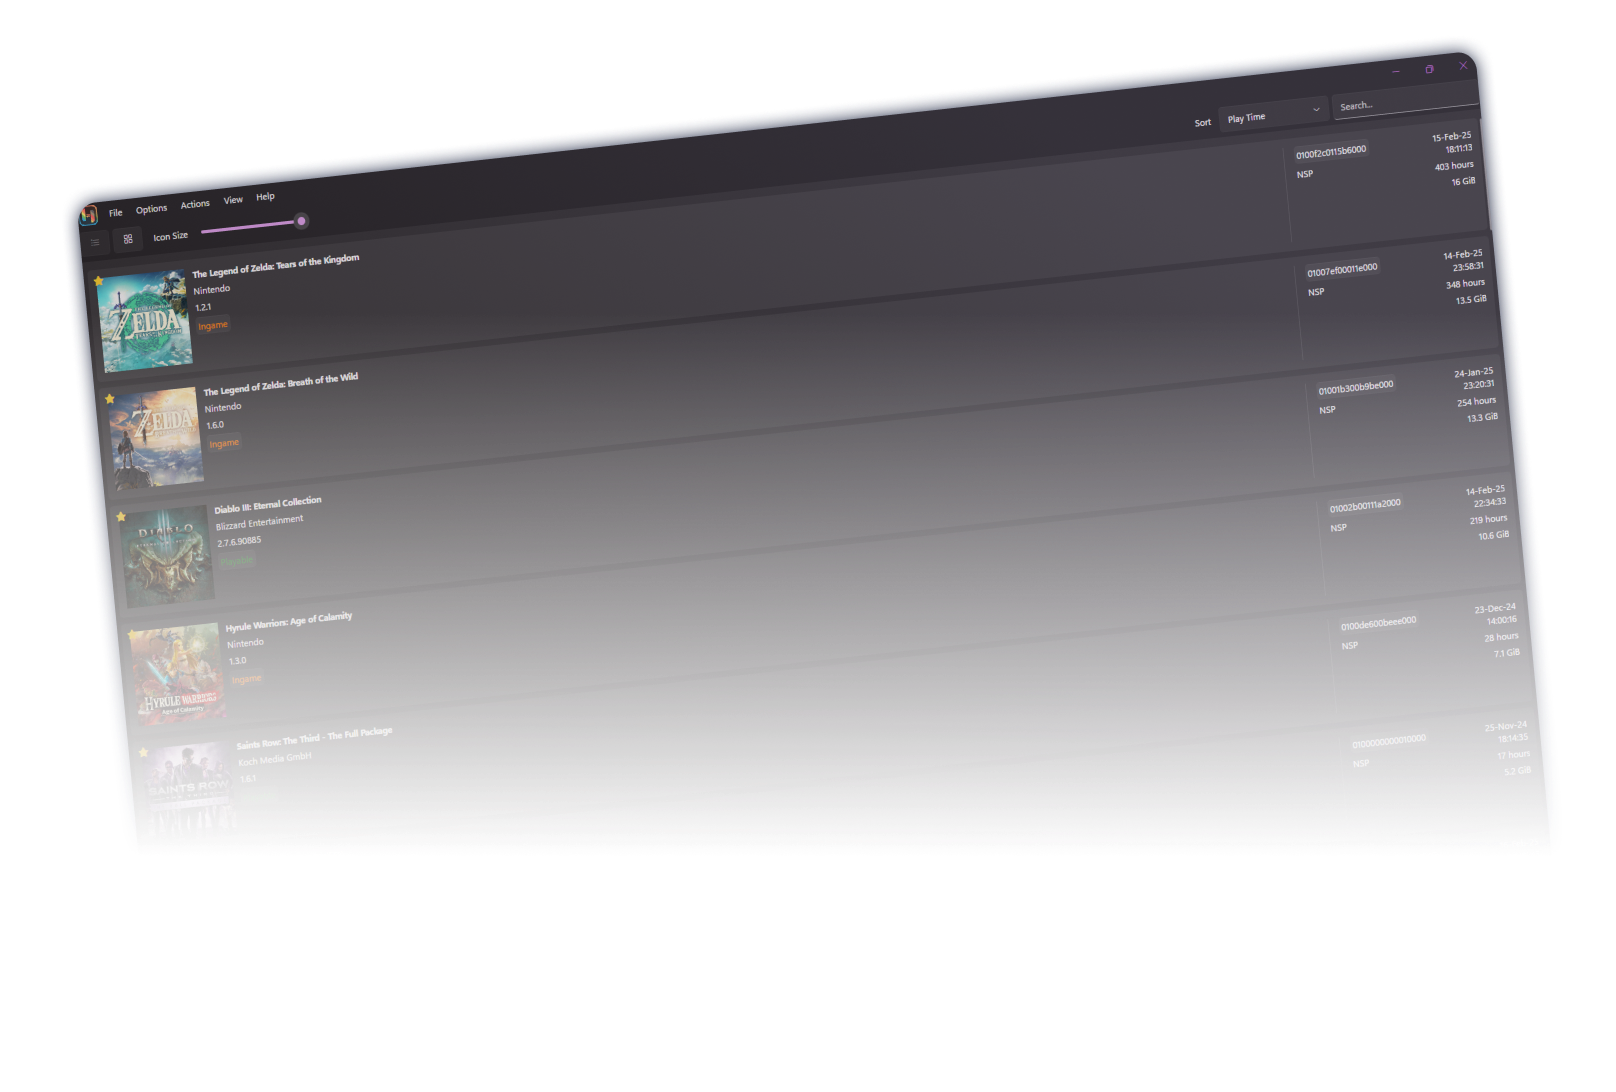 File Options Actions View Help
Icon Size
Sort Play Time Search...
The Legend of Zelda: Tears of the Kingdom
Nintendo
1.2.1
Ingame
0100f2c0115b6000
NSP
15-Feb-25
18:11:13
403 hours
16 GiB
ZELDA
The Legend of Zelda: Breath of the Wild
Nintendo
1.6.0
Ingame
01007ef00011e000
NSP
14-Feb-25
23:58:31
348 hours
13.5 GiB
ZELDA
Diablo III: Eternal Collection
Blizzard Entertainment
2.7.6.90885
Playable
01001b300b9be000
NSP
24-Jan-25
23:20:31
254 hours
13.3 GiB
DIABLO
Hyrule Warriors: Age of Calamity
Nintendo
1.3.0
Ingame
01002b00111a2000
NSP
14-Feb-25
22:34:33
219 hours
10.6 GiB
HYRULE WARRIORS
Age of Calamity
Saints Row: The Third - The Full Package
Koch Media GmbH
1.6.1
0100de600beee000
NSP
23-Dec-24
14:00:16
28 hours
7.1 GiB
SAINTS ROW
0100000000010000
NSP
25-Nov-24
18:14:35
17 hours
5.2 GiB